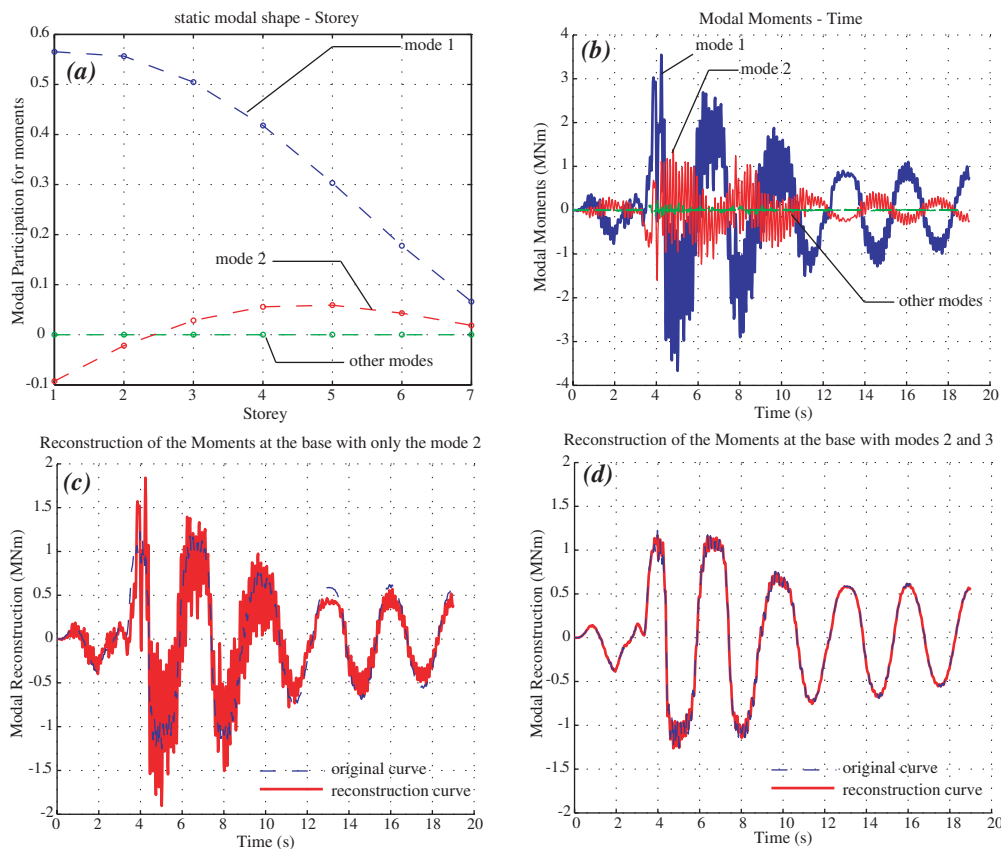 static modal shape - Storey
Modal Participation for moments
0.6
0.5
0.4
0.3
0.2
0.1
0
-0.1
(a)
mode 1
mode 2
other modes
1 2 3 4 5 6 7
Storey
Modal Moments - Time
Modal Moments (MNm)
4
3
2
1
0
-1
-2
-3
-4
(b)
mode 1
mode 2
other modes
0 2 4 6 8 10 12 14 16 18 20
Time (s)
Reconstruction of the Moments at the base with only the mode 2
Modal Reconstruction (MNm)
2
1.5
1
0.5
0
-0.5
-1
-1.5
-2
(c)
original curve
reconstruction curve
0 2 4 6 8 10 12 14 16 18 20
Time (s)
Reconstruction of the Moments at the base with modes 2 and 3
Modal Reconstruction (MNm)
2
1.5
1
0.5
0
-0.5
-1
-1.5
-2
(d)
original curve
reconstruction curve
0 2 4 6 8 10 12 14 16 18 20
Time (s)